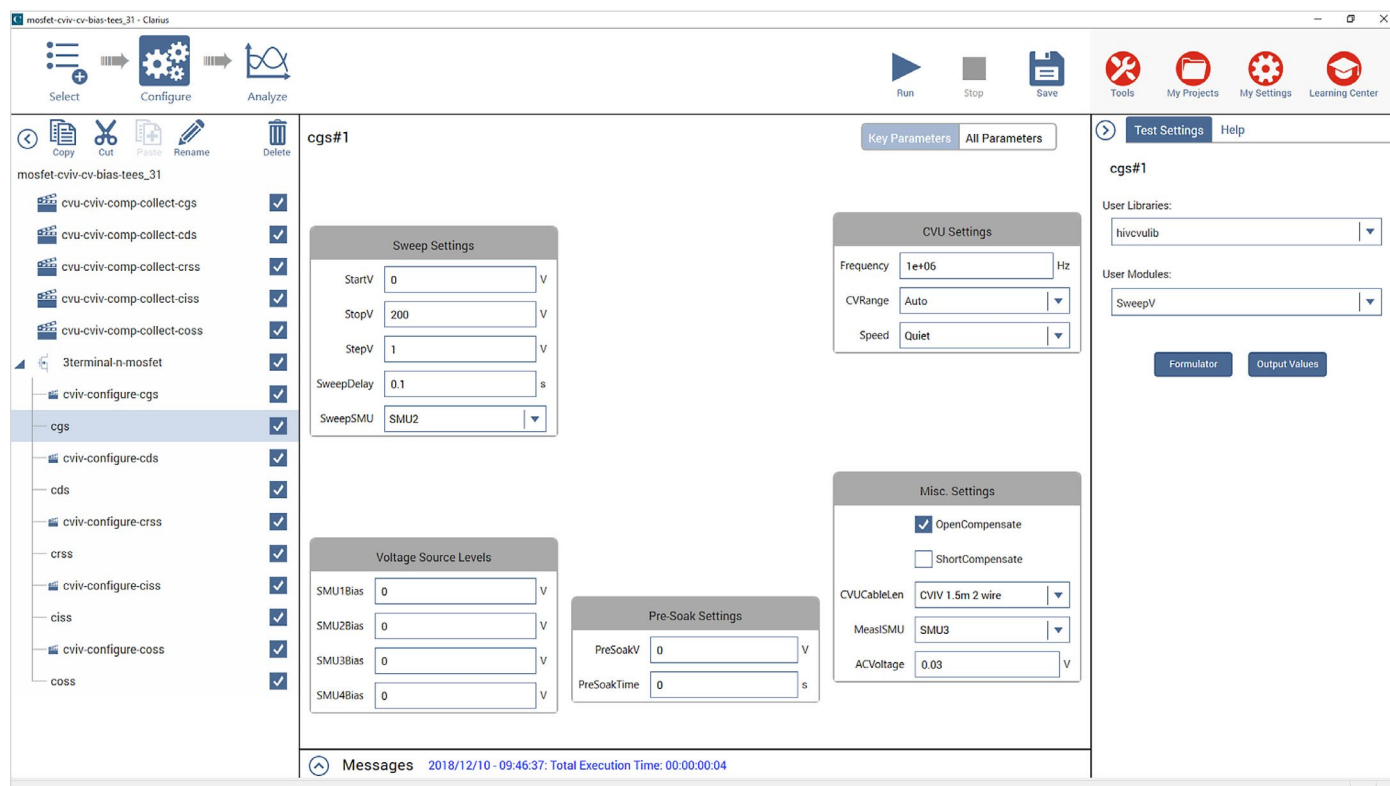 mosfet-cviv-cv-bias-tees_31 - Clarius
Select
Configure
Analyze
Run
Stop
Save
Tools
My Projects
My Settings
Learning Center
Copy
Cut
Paste
Rename
Delete
mosfet-cviv-cv-bias-tees_31
cvu-cviv-comp-collect-cgs
cvu-cviv-comp-collect-cds
cvu-cviv-comp-collect-crss
cvu-cviv-comp-collect-ciss
cvu-cviv-comp-collect-coss
3terminal-n-mosfet
cviv-configure-cgs
cgs
cviv-configure-cds
cds
cviv-configure-crss
crss
cviv-configure-ciss
ciss
cviv-configure-coss
coss
cgs#1
Key Parameters
All Parameters
Sweep Settings
StartV 0 V
StopV 200 V
StepV 1 V
SweepDelay 0.1 s
SweepSMU SMU2
CVU Settings
Frequency 1e+06 Hz
CVRange Auto
Speed Quiet
Voltage Source Levels
SMU1Bias 0 V
SMU2Bias 0 V
SMU3Bias 0 V
SMU4Bias 0 V
Pre-Soak Settings
PreSoakV 0 V
PreSoakTime 0 s
Misc. Settings
OpenCompensate
ShortCompensate
CVUCableLen CVIV 1.5m 2 wire
MeasISMU SMU3
ACVoltage 0.03 V
Messages 2018/12/10 - 09:46:37: Total Execution Time: 00:00:00:04
Test Settings
Help
cgs#1
User Libraries:
hivcvulib
User Modules:
SweepV
Formulator
Output Values